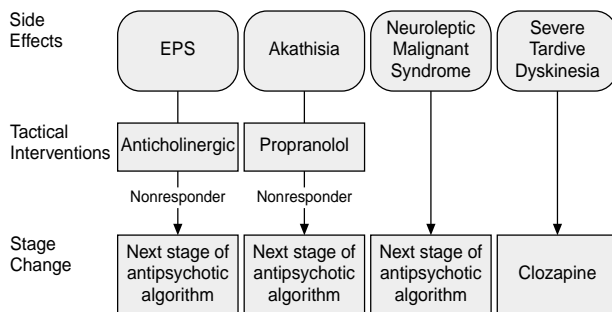 Side
Effects
EPS
Akathisia
Neuroleptic
Malignant
Syndrome
Severe
Tardive
Dyskinesia
Tactical
Interventions
Anticholinergic
Propranolol
Nonresponder
Nonresponder
Stage
Change
Next stage of
antipsychotic
algorithm
Next stage of
antipsychotic
algorithm
Next stage of
antipsychotic
algorithm
Clozapine